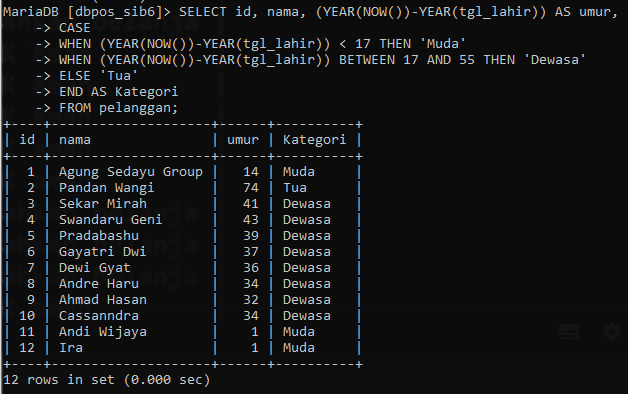 MariaDB [dbpos_sib6]> SELECT id, nama, (YEAR(NOW())-YEAR(tgl_lahir)) AS umur,
    -> CASE
    -> WHEN (YEAR(NOW())-YEAR(tgl_lahir)) < 17 THEN 'Muda'
    -> WHEN (YEAR(NOW())-YEAR(tgl_lahir)) BETWEEN 17 AND 55 THEN 'Dewasa'
    -> ELSE 'Tua'
    -> END AS Kategori
    -> FROM pelanggan;
+----+--------------------+------+----------+
| id | nama               | umur | Kategori |
+----+--------------------+------+----------+
|  1 | Agung Sedayu Group |   14 | Muda     |
|  2 | Pandan Wangi       |   74 | Tua      |
|  3 | Sekar Mirah        |   41 | Dewasa   |
|  4 | Swandaru Geni      |   43 | Dewasa   |
|  5 | Pradabashu         |   39 | Dewasa   |
|  6 | Gayatri Dwi        |   37 | Dewasa   |
|  7 | Dewi Gyat          |   36 | Dewasa   |
|  8 | Andre Haru         |   34 | Dewasa   |
|  9 | Ahmad Hasan        |   32 | Dewasa   |
| 10 | Cassanndra         |   34 | Dewasa   |
| 11 | Andi Wijaya        |    1 | Muda     |
| 12 | Ira                |    1 | Muda     |
+----+--------------------+------+----------+
12 rows in set (0.000 sec)